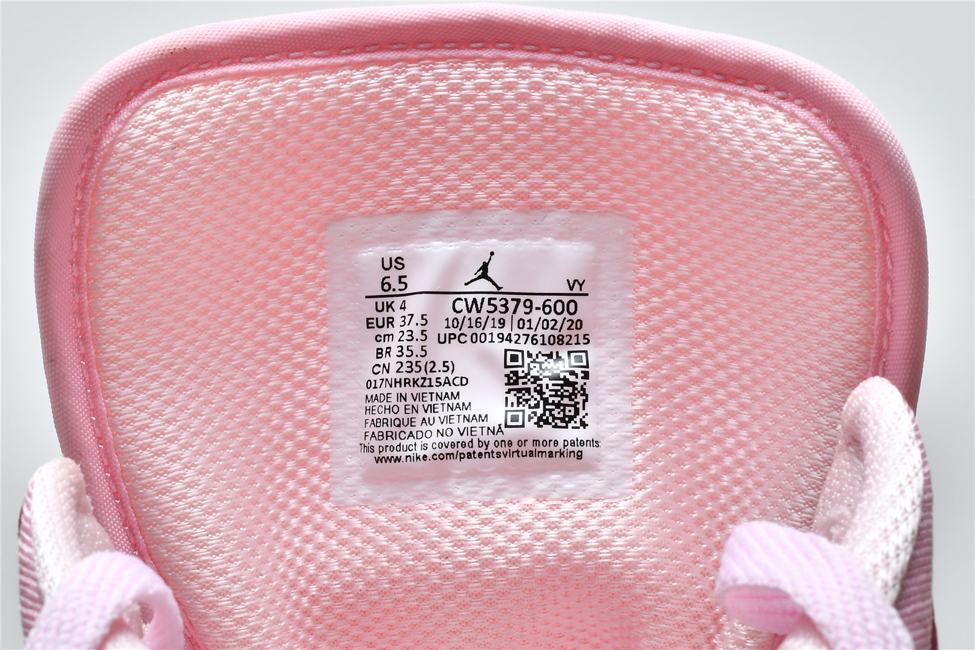 US
6.5
VY
UK 4
CW5379-600
EUR 37.5
10/16/19 | 01/02/20
cm 23.5
UPC 00194276108215
BR 35.5
CN 235(2.5)
017NHRKZ15ACD
MADE IN VIETNAM
HECHO EN VIETNAM
FABRIQUE AU VIETNAM
FABRICADO NO VIETNÃ
This product is covered by one or more patents:
www.nike.com/patentsvirtualmarking